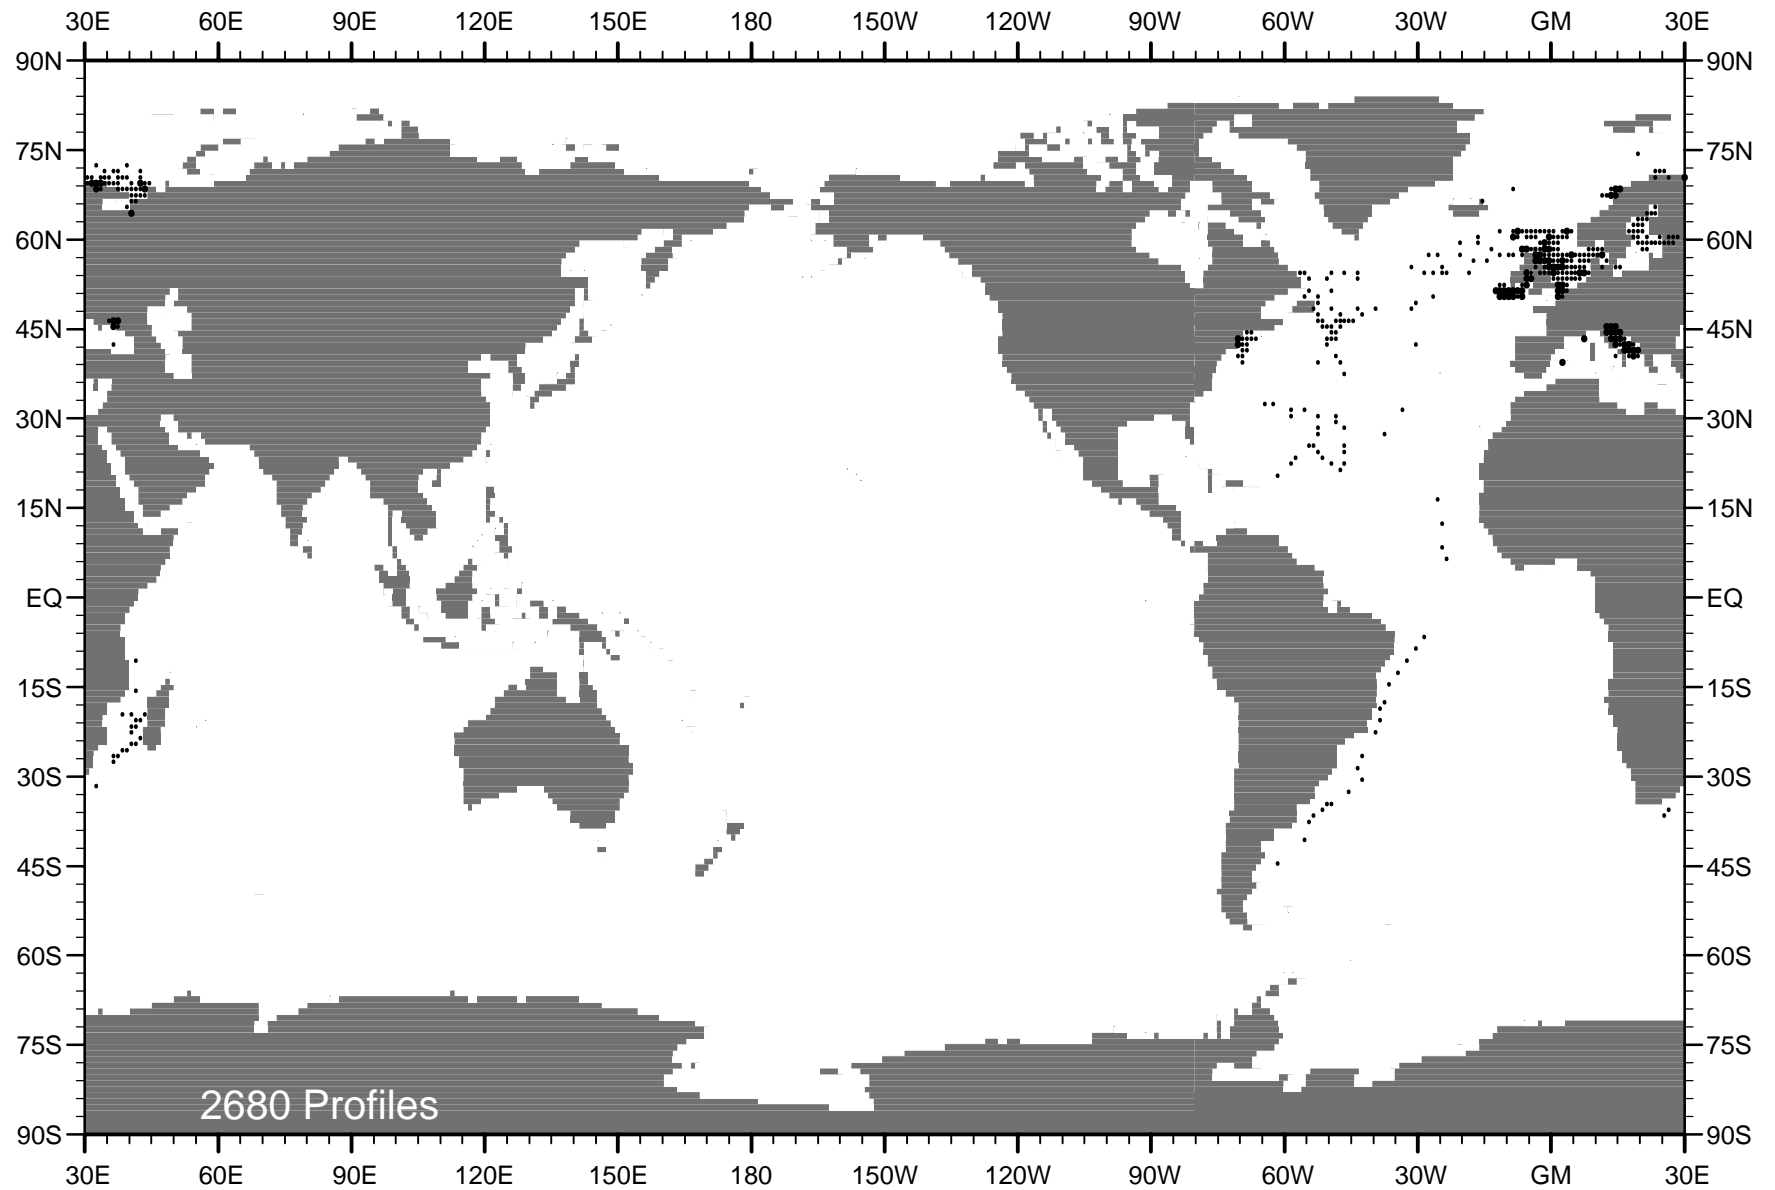 30E 60E 90E 120E 150E 180 150W 120W 90W 60W 30W GM 30E
90N 90N
75N 75N
60N 60N
45N 45N
30N 30N
15N 15N
EQ EQ
15S 15S
30S 30S
45S 45S
60S 60S
75S 75S
2680 Profiles
90S 90S
30E 60E 90E 120E 150E 180 150W 120W 90W 60W 30W GM 30E